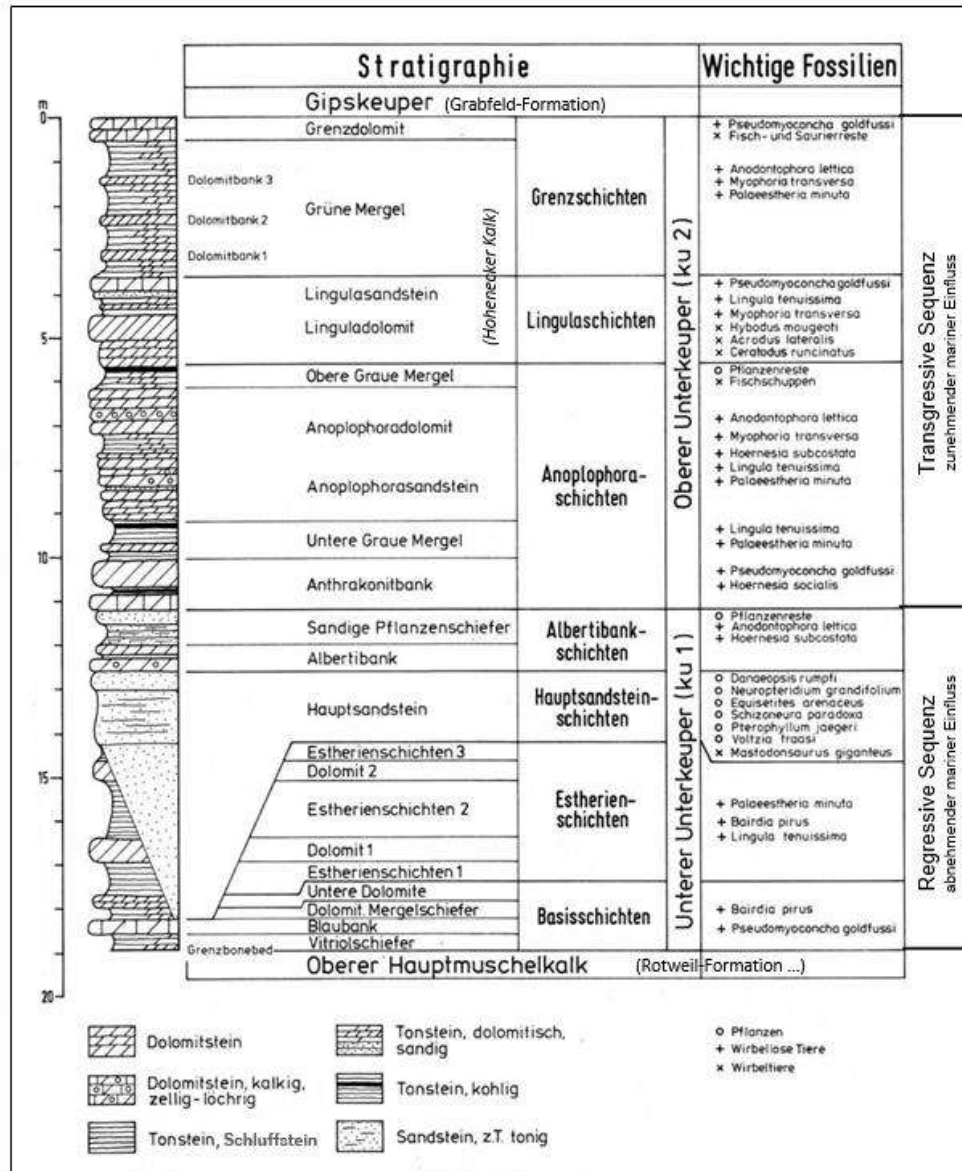 Stratigraphie
Wichtige Fossilien
Gipskeuper (Grabfeld-Formation)
m
0
5
10
15
20
Grenzdolomit
Dolomitbank 3
Grüne Mergel
Dolomitbank 2
Dolomitbank 1
Lingulasandstein
Linguladolomit
(Hohenecker Kalk)
Obere Graue Mergel
Anoplophoradolomit
Anoplophorasandstein
Untere Graue Mergel
Anthrakonitbank
Sandige Pflanzenschiefer
Albertibank
Hauptsandstein
Estherienschichten 3
Dolomit 2
Estherienschichten 2
Dolomit 1
Estherienschichten 1
Untere Dolomite
Dolomit. Mergelschiefer
Blaubank
Vitriolschiefer
Grenzbonebed
Grenzschichten
Lingulaschichten
Anoplophora-
schichten
Albertibank-
schichten
Hauptsandstein-
schichten
Estherien-
schichten
Basisschichten
Oberer Unterkeuper (ku 2)
Unterer Unterkeuper (ku 1)
+ Pseudomyoconcha goldfussi
x Fisch- und Saurierreste
+ Anodontophora lettica
+ Myophoria transversa
+ Palaeestheria minuta
+ Pseudomyoconcha goldfussi
+ Lingula tenuissima
+ Myophoria transversa
x Hybodus mougeoti
x Acrodus lateralis
x Ceratodus runcinatus
o Pflanzenreste
x Fischschuppen
+ Anodontophora lettica
+ Myophoria transversa
+ Hoernesia subcostata
+ Lingula tenuissima
+ Palaeestheria minuta
+ Lingula tenuissima
+ Palaeestheria minuta
+ Pseudomyoconcha goldfussi
+ Hoernesia socialis
o Pflanzenreste
+ Anodontophora lettica
+ Hoernesia subcostata
o Danaeopsis rumpfi
o Neuropteridium grandifolium
o Equisetites arenaceus
o Schizoneura paradoxa
o Pterophyllum jaegeri
o Voltzia fraasi
x Mastodonsaurus giganteus
+ Palaeestheria minuta
+ Bairdia pirus
+ Lingula tenuissima
+ Bairdia pirus
+ Pseudomyoconcha goldfussi
Transgressive Sequenz
zunehmender mariner Einfluss
Regressive Sequenz
abnehmender mariner Einfluss
Oberer Hauptmuschelkalk (Rotweil-Formation ...)
Dolomitstein
Dolomitstein, kalkig,
zellig-löchrig
Tonstein, Schluffstein
Tonstein, dolomitisch,
sandig
Tonstein, kohlig
Sandstein, z.T. tonig
o Pflanzen
+ Wirbellose Tiere
x Wirbeltiere